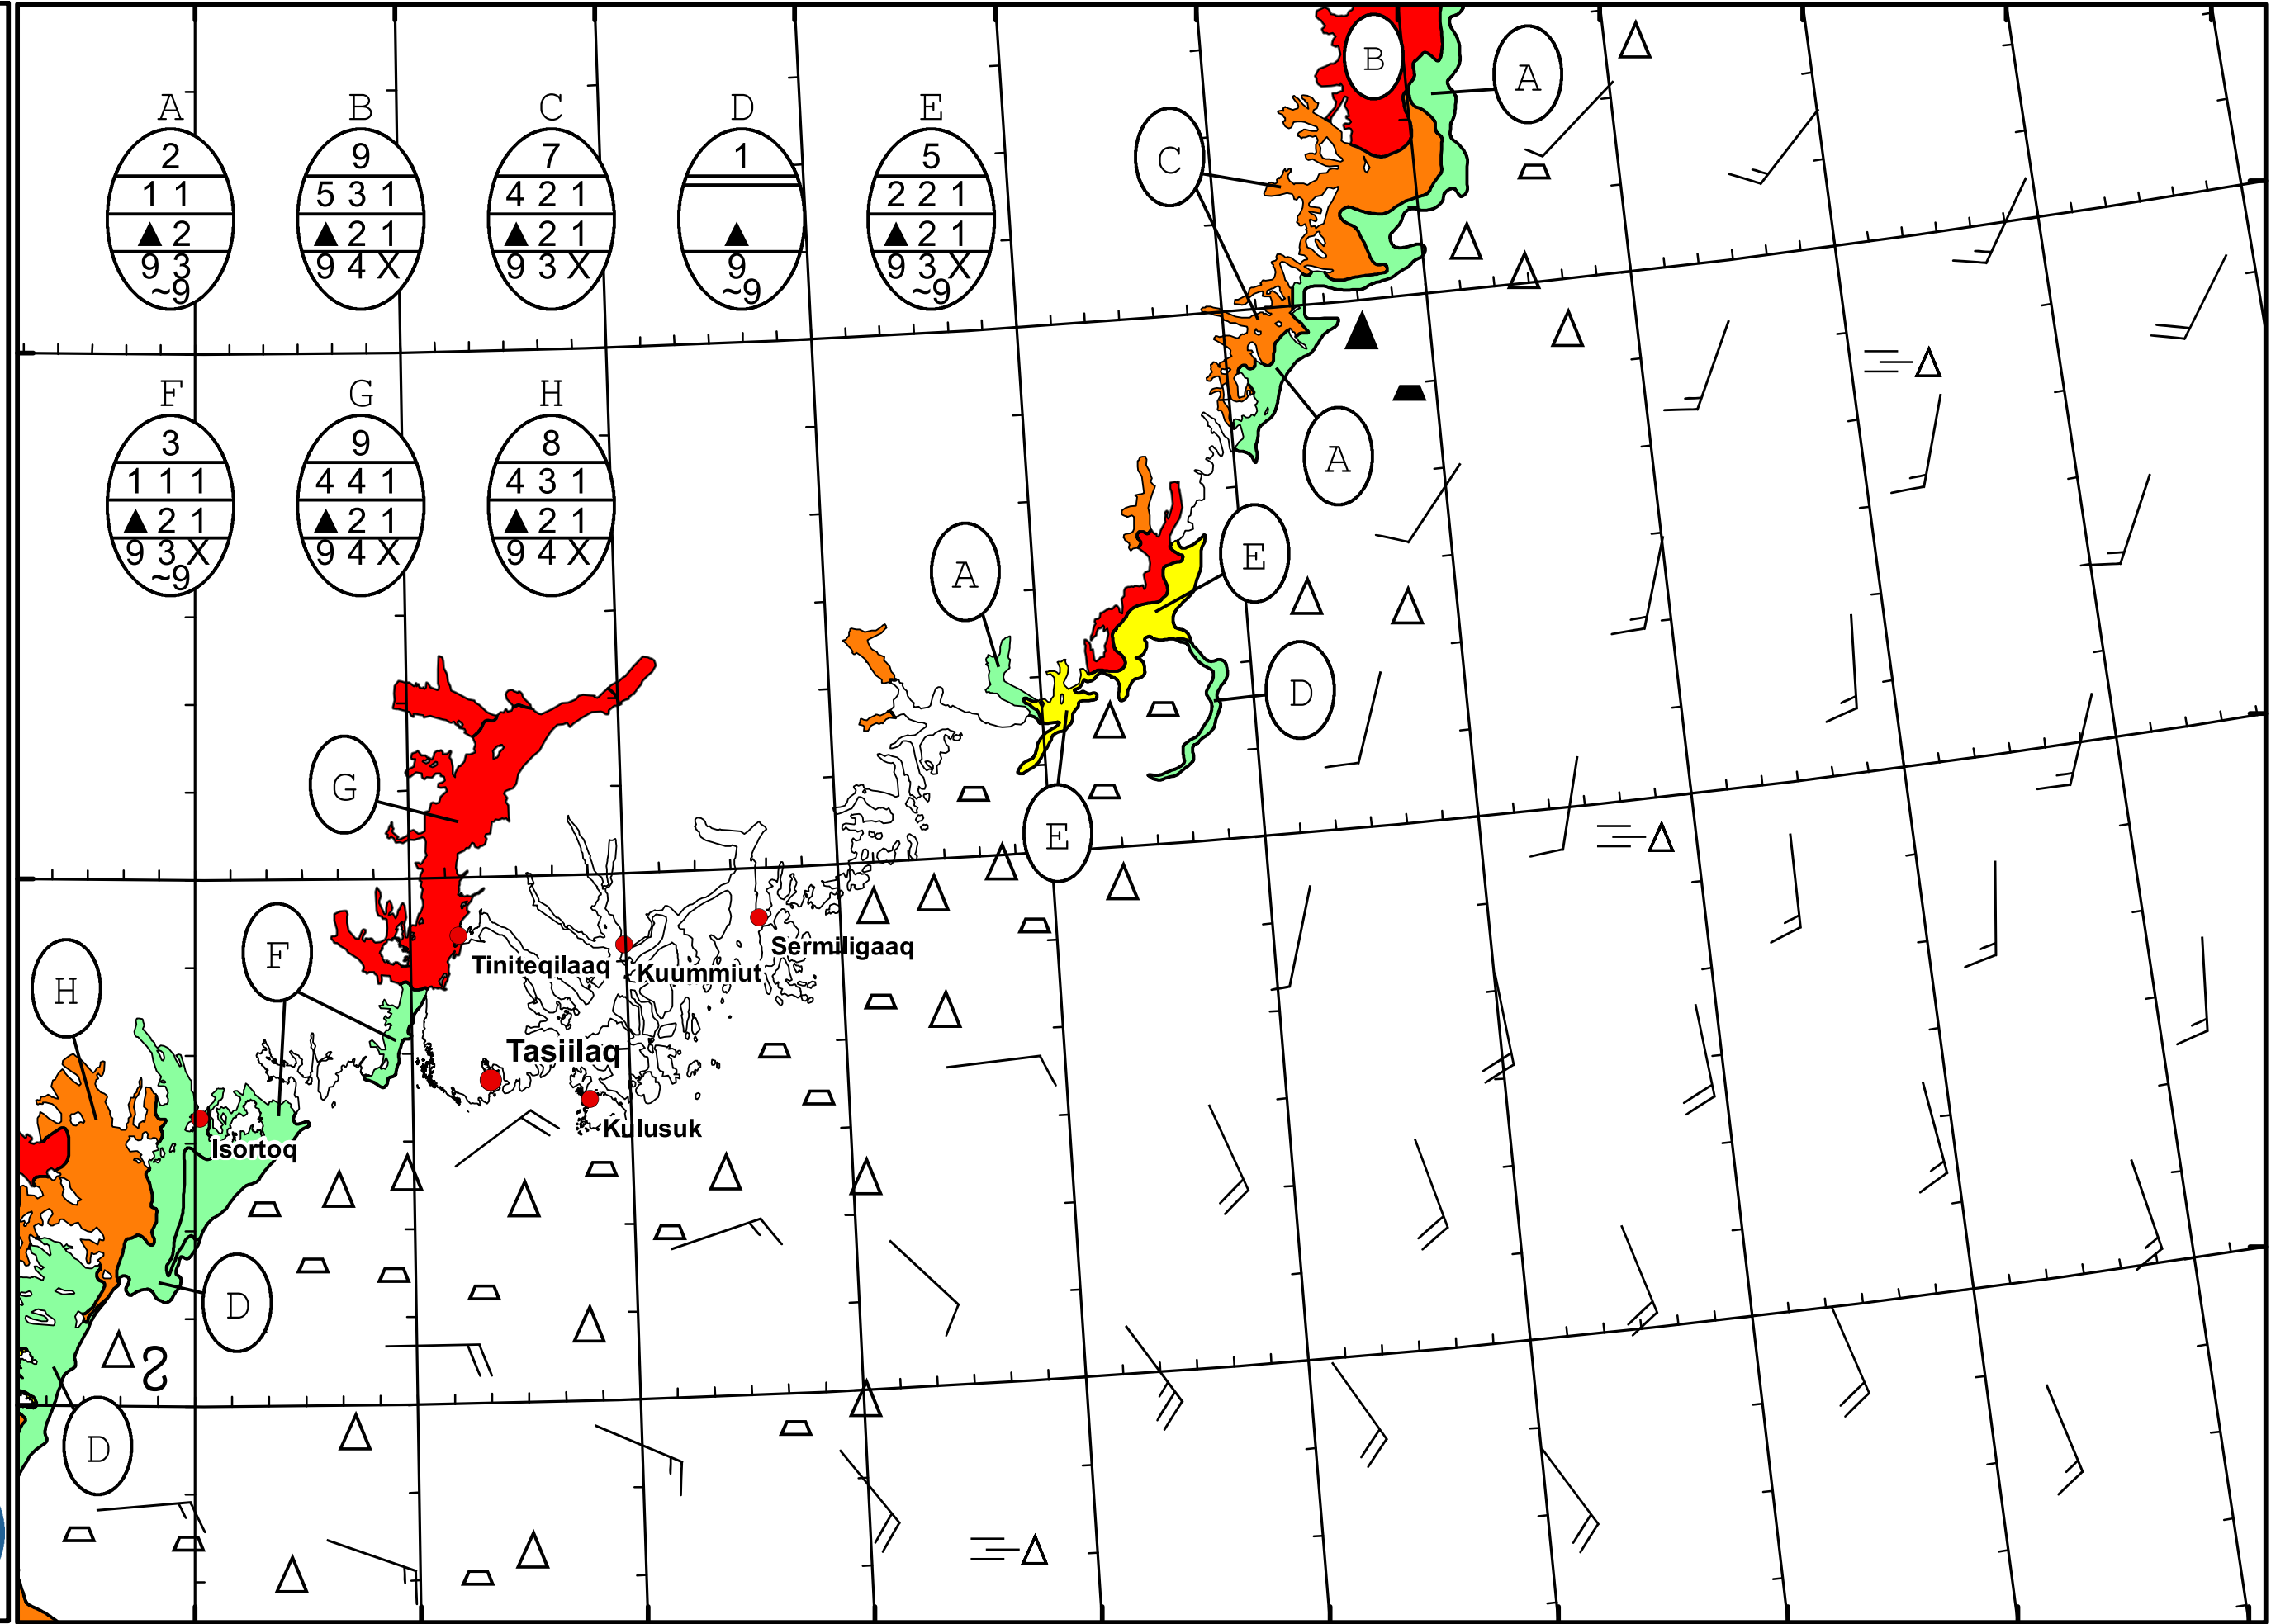 A B C D E
2 9 7 1 5
1 1 5 3 1 4 2 1 2 2 1
▲ 2 ▲ 2 1 ▲ 2 1 ▲ ▲ 2 1
9 3 9 4 X 9 3 X 9 9 3 X
~9 ~9 ~9
F G H
3 9 8
1 1 1 4 4 1 4 3 1
▲ 2 1 ▲ 2 1 ▲ 2 1
9 3 X 9 4 X 9 4 X
~9
B
A
C
A
E
A
D
G
E
Sermiligaaq
F
Tiniteqilaaq
Kuummiut
H
Tasiilaq
Kulusuk
Isortoq
D
D